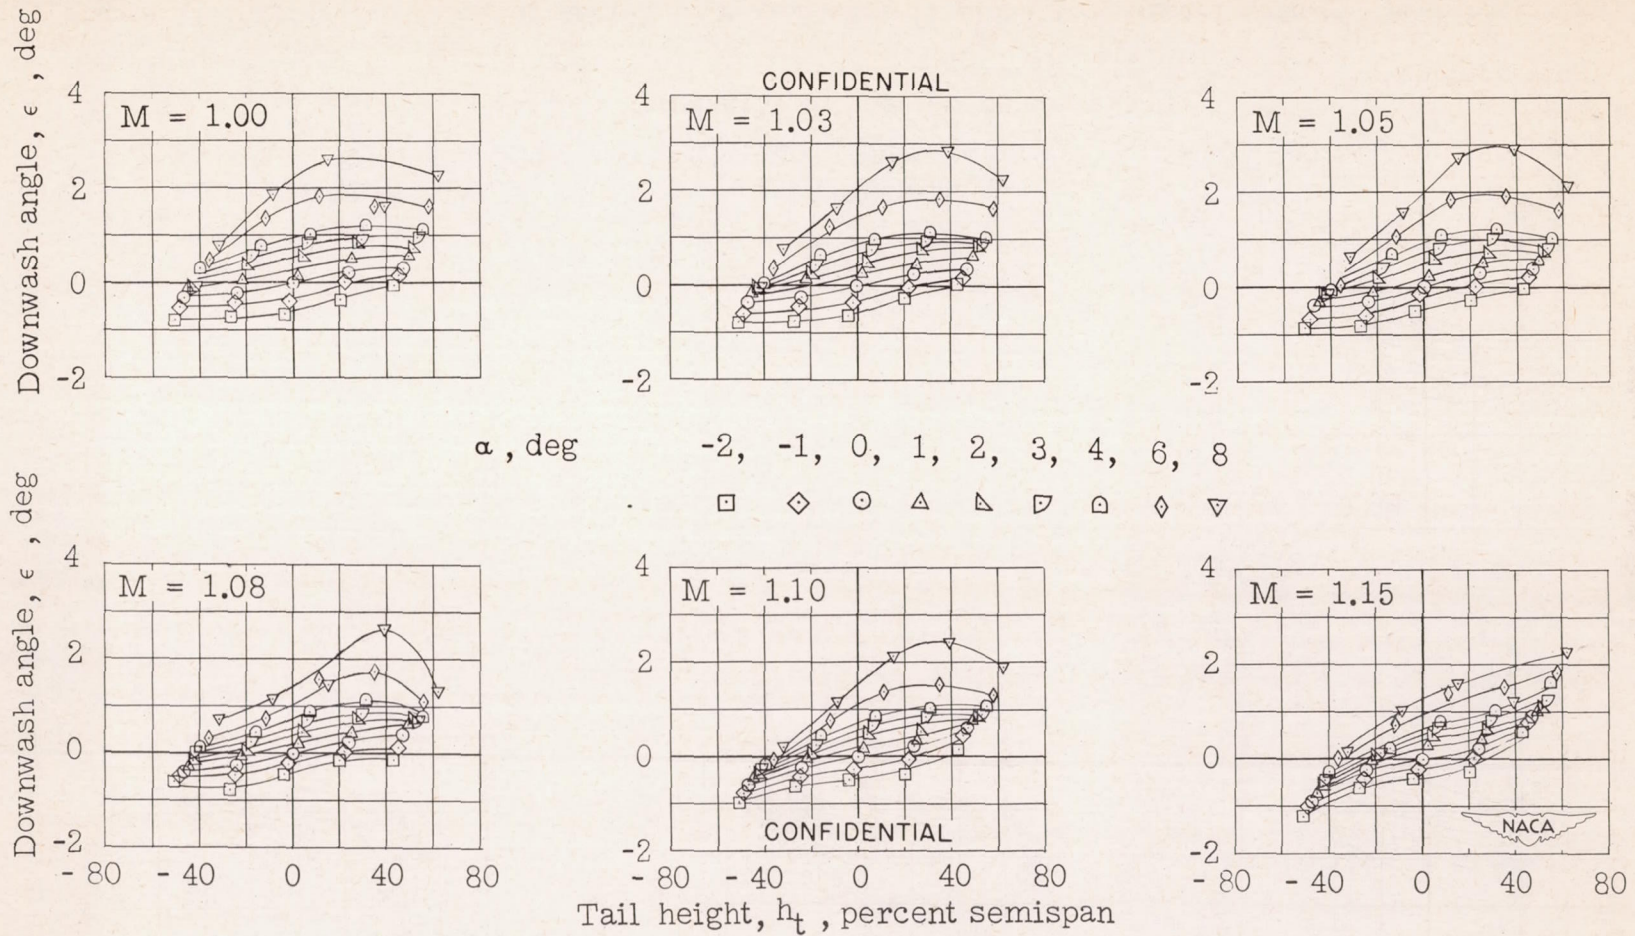 CONFIDENTIAL
Downwash angle, ϵ , deg
4
2
0
-2
M = 1.00
4
2
0
-2
M = 1.03
4
2
0
-2
M = 1.05
α , deg -2, -1, 0, 1, 2, 3, 4, 6, 8
Downwash angle, ϵ , deg
4
2
0
-2
M = 1.08
4
2
0
-2
M = 1.10
CONFIDENTIAL
4
2
0
-2
M = 1.15
NACA
- 80 - 40 0 40 80
- 80 - 40 0 40 80
- 80 - 40 0 40 80
Tail height, ht , percent semispan